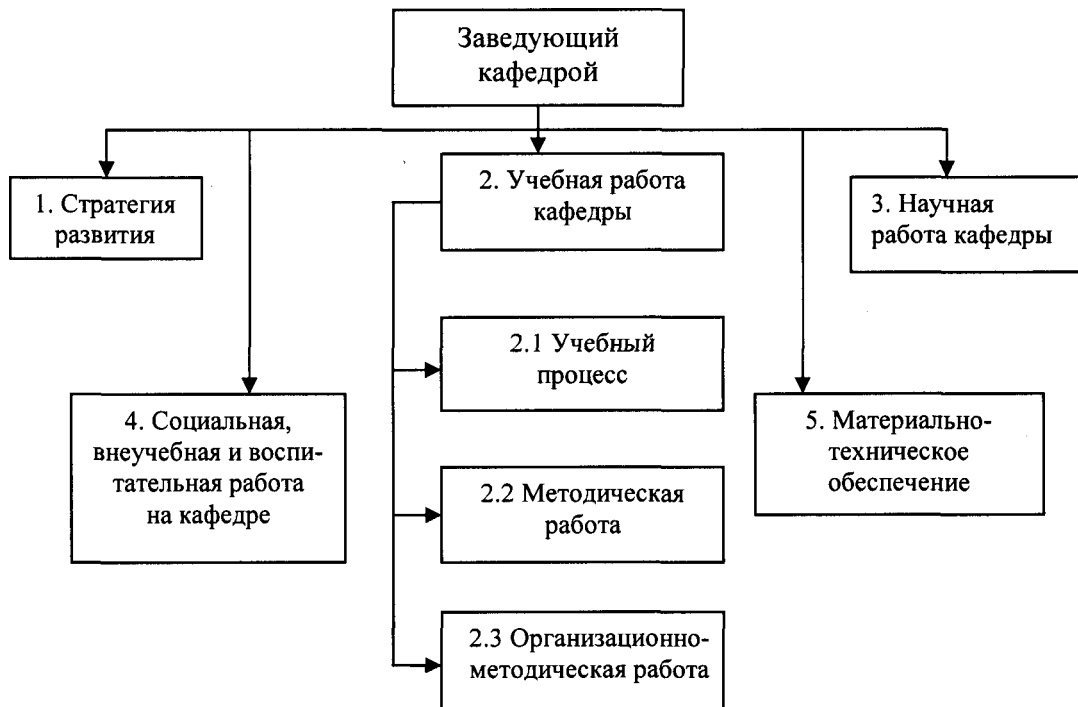 Заведующий
кафедрой
1. Стратегия
развития
2. Учебная работа
кафедры
3. Научная
работа кафедры
2.1 Учебный
процесс
4. Социальная,
внеучебная и воспи-
тательная работа
на кафедре
5. Материально-
техническое
обеспечение
2.2 Методическая
работа
2.3 Организационно-
методическая работа